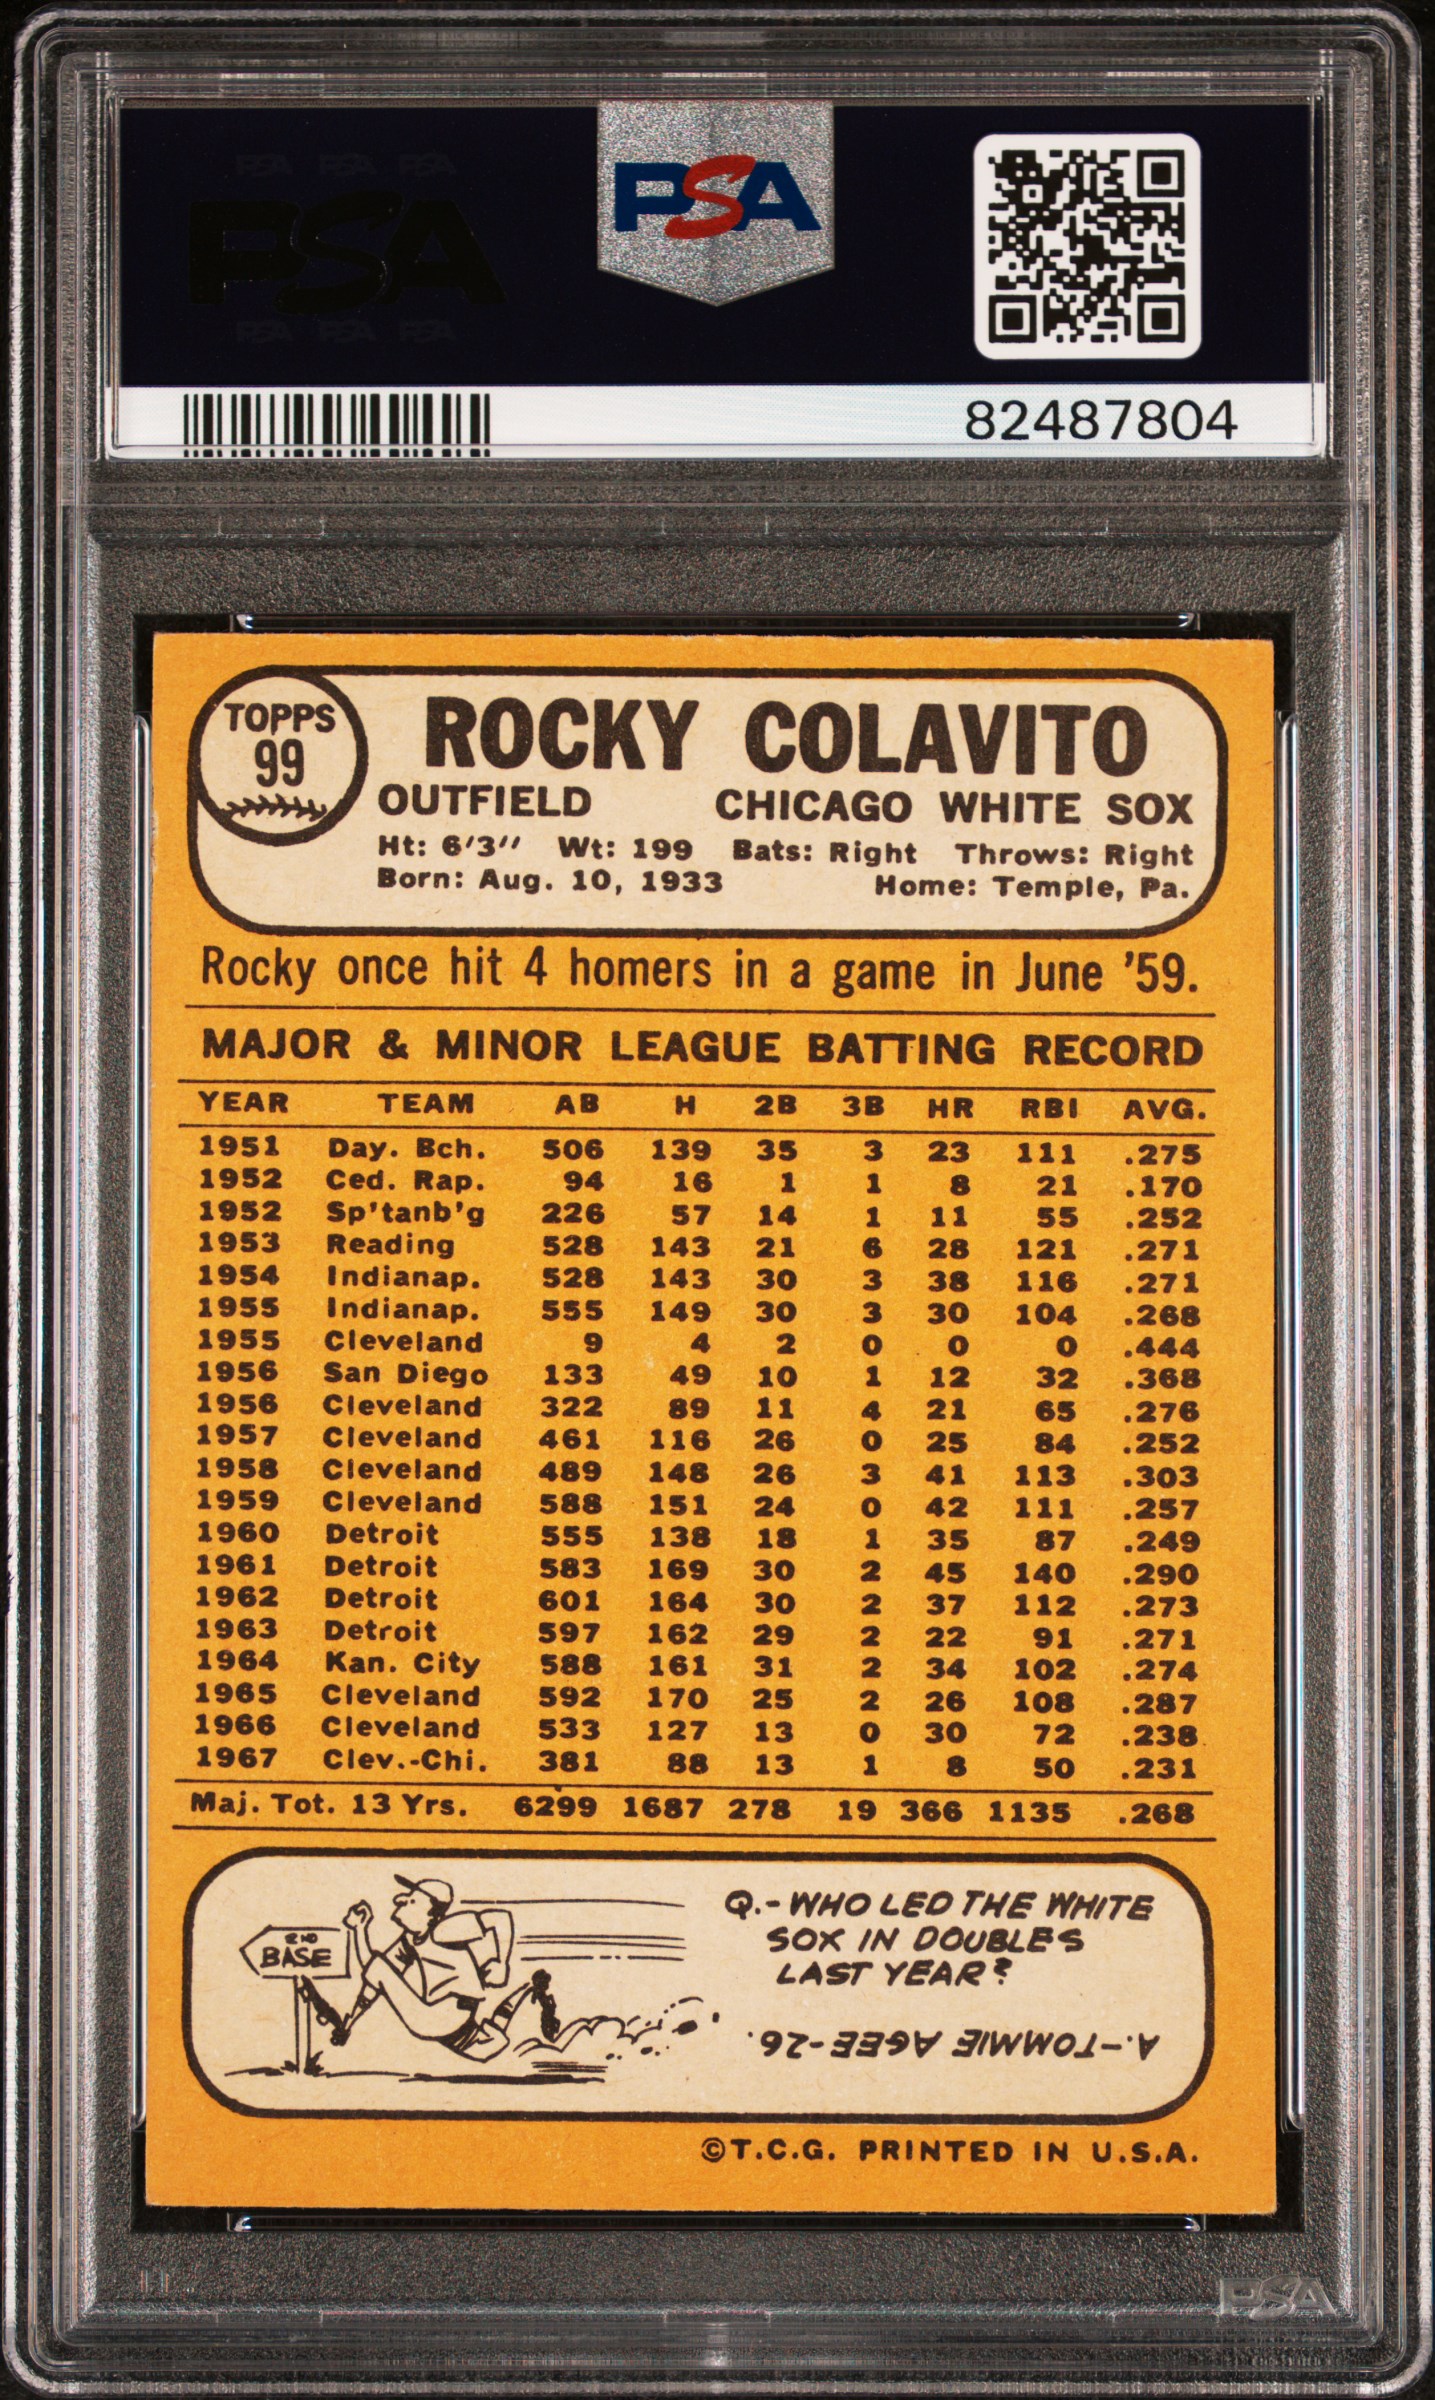 PSA PSA PSA
PSA
PSA PSA PSA
PSA
82487804
TOPPS
99
ROCKY COLAVITO
OUTFIELD CHICAGO WHITE SOX
Ht: 6'3" Wt: 199 Bats: Right Throws: Right
Born: Aug. 10, 1933 Home: Temple, Pa.
Rocky once hit 4 homers in a game in June '59.
MAJOR & MINOR LEAGUE BATTING RECORD
YEAR TEAM AB H 2B 3B HR RBI AVG.
1951 Day. Bch. 506 139 35 3 23 111 .275
1952 Ced. Rap. 94 16 1 1 8 21 .170
1952 Sp'tanb'g 226 57 14 1 11 55 .252
1953 Reading 528 143 21 6 28 121 .271
1954 Indianap. 528 143 30 3 38 116 .271
1955 Indianap. 555 149 30 3 30 104 .268
1955 Cleveland 9 4 2 0 0 0 .444
1956 San Diego 133 49 10 1 12 32 .368
1956 Cleveland 322 89 11 4 21 65 .276
1957 Cleveland 461 116 26 0 25 84 .252
1958 Cleveland 489 148 26 3 41 113 .303
1959 Cleveland 588 151 24 0 42 111 .257
1960 Detroit 555 138 18 1 35 87 .249
1961 Detroit 583 169 30 2 45 140 .290
1962 Detroit 601 164 30 2 37 112 .273
1963 Detroit 597 162 29 2 22 91 .271
1964 Kan. City 588 161 31 2 34 102 .274
1965 Cleveland 592 170 25 2 26 108 .287
1966 Cleveland 533 127 13 0 30 72 .238
1967 Clev.-Chi. 381 88 13 1 8 50 .231
Maj. Tot. 13 Yrs. 6299 1687 278 19 366 1135 .268
2ND
BASE
Q.- WHO LED THE WHITE
SOX IN DOUBLES
LAST YEAR?
A.-TOMMIE AGEE-26.
©T.C.G. PRINTED IN U.S.A.
PSA